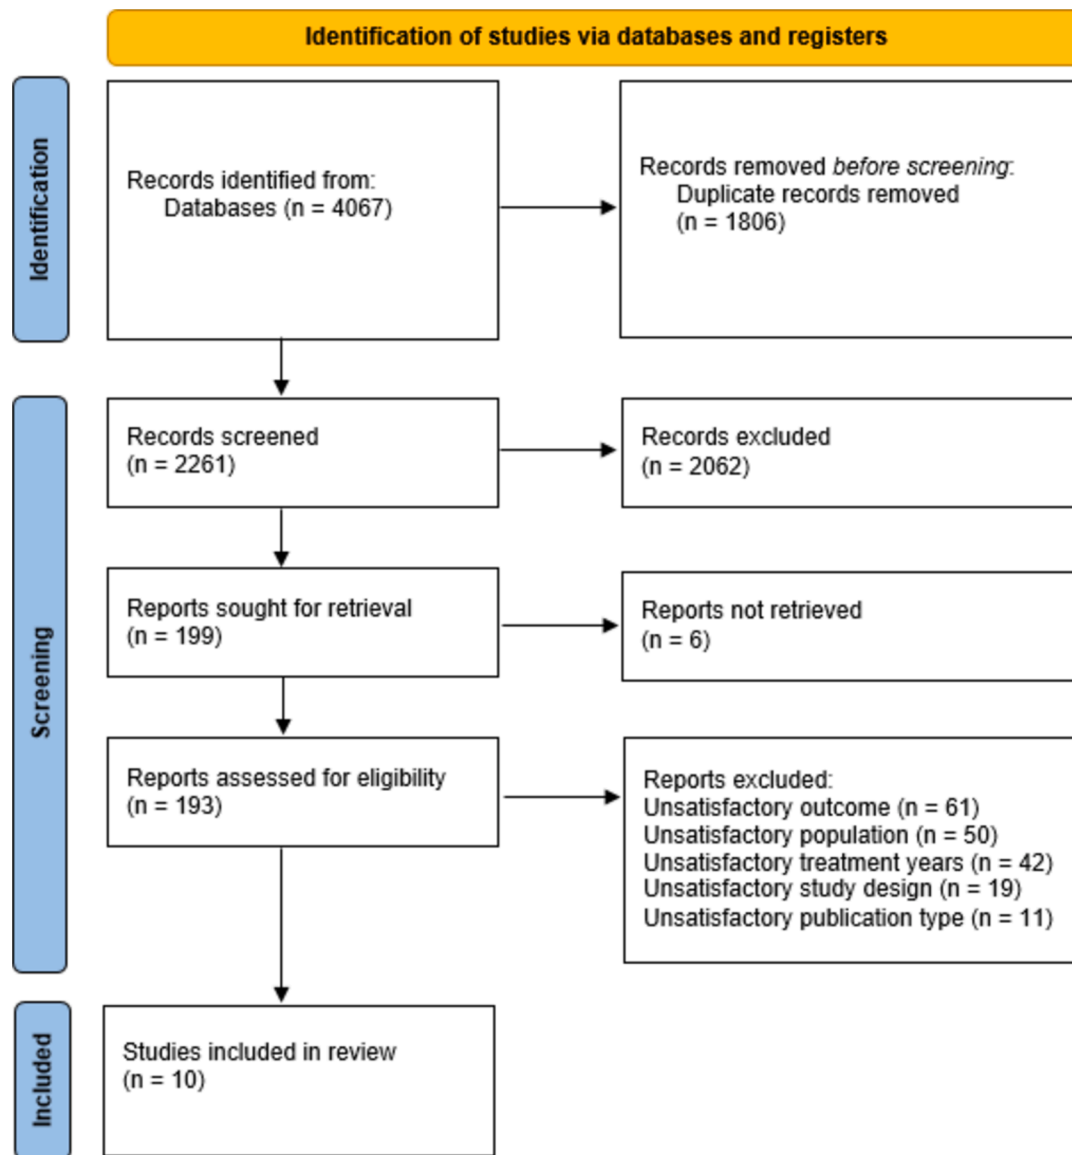 Identification of studies via databases and registers
Identification
Records identified from:
Databases (n = 4067)
Records removed before screening:
Duplicate records removed
(n = 1806)
Screening
Records screened
(n = 2261)
Records excluded
(n = 2062)
Reports sought for retrieval
(n = 199)
Reports not retrieved
(n = 6)
Reports assessed for eligibility
(n = 193)
Reports excluded:
Unsatisfactory outcome (n = 61)
Unsatisfactory population (n = 50)
Unsatisfactory treatment years (n = 42)
Unsatisfactory study design (n = 19)
Unsatisfactory publication type (n = 11)
Included
Studies included in review
(n = 10)